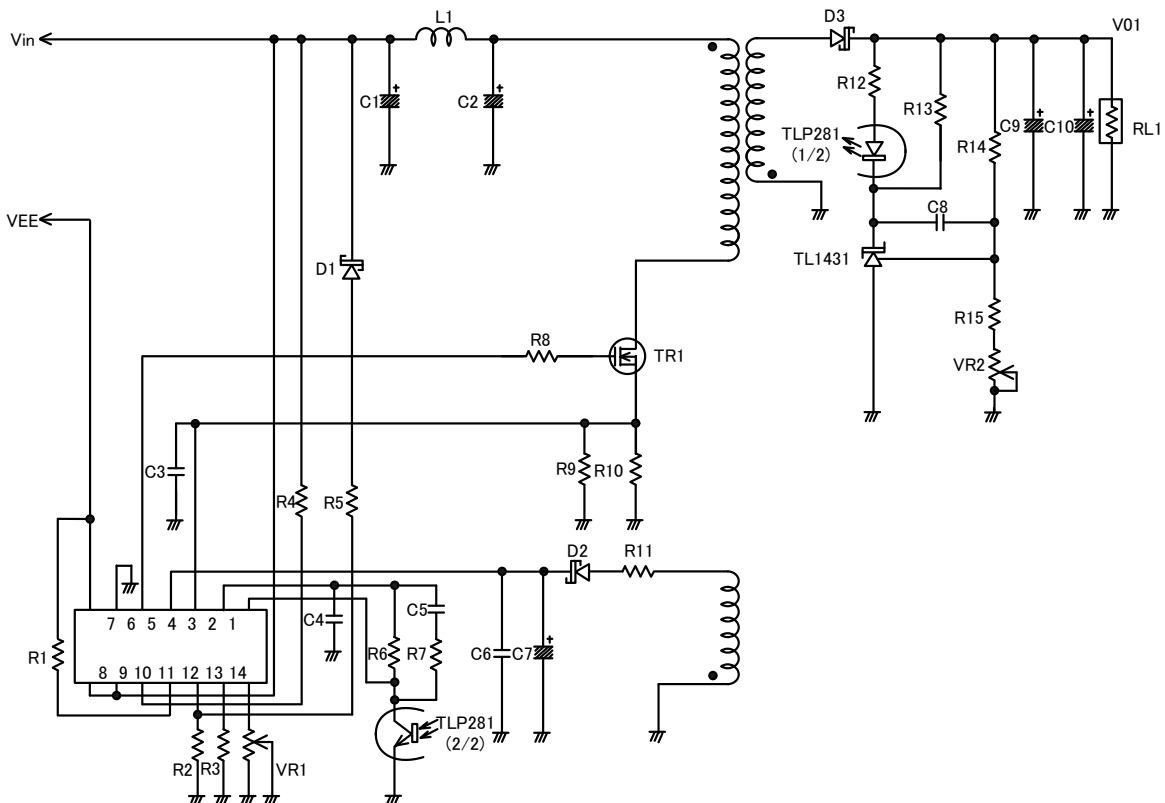 L1
D3
V01
Vin
C1
C2
R12
R13
R14
C9
C10
RL1
TLP281
(1/2)
VEE
C8
D1
TL1431
R15
R8
TR1
VR2
C3
R4
R5
R9
R10
D2
R11
7 6 5 4 3 2 1
C4
C5
R1
R6
R7
C6
C7
8 9 10 11 12 13 14
TLP281
(2/2)
R2
R3
VR1